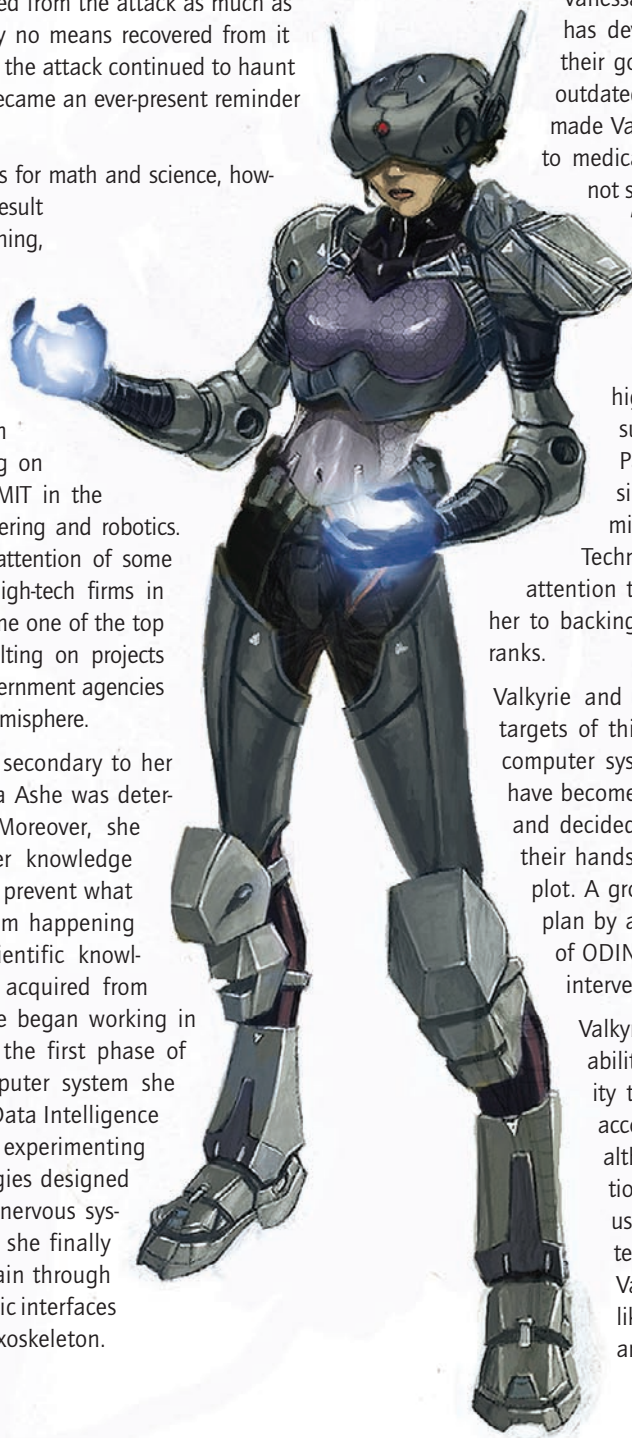 ed from the attack as much as
y no means recovered from it
the attack continued to haunt
ecame an ever-present reminder
s for math and science, how-
esult
ning,
n
g on
MIT in the
ering and robotics.
attention of some
igh-tech firms in
ne one of the top
lting on projects
ernment agencies
misphere.
secondary to her
a Ashe was deter-
Moreover, she
er knowledge
prevent what
m happening
ientific knowl-
acquired from
e began working in
the first phase of
puter system she
Data Intelligence
experimenting
gies designed
nervous sys-
she finally
ain through
ic interfaces
xoskeleton.
Vanessa
has dev
their go
outdated
made Va
to medica
not s
hig
su
P
si
mi
Techn
attention t
her to backing
ranks.
Valkyrie and
targets of thi
computer sys
have become
and decided
their hands
plot. A gro
plan by a
of ODIN
interve
Valkyr
abilit
ity t
acce
alth
tio
us
te
Va
lik
ar